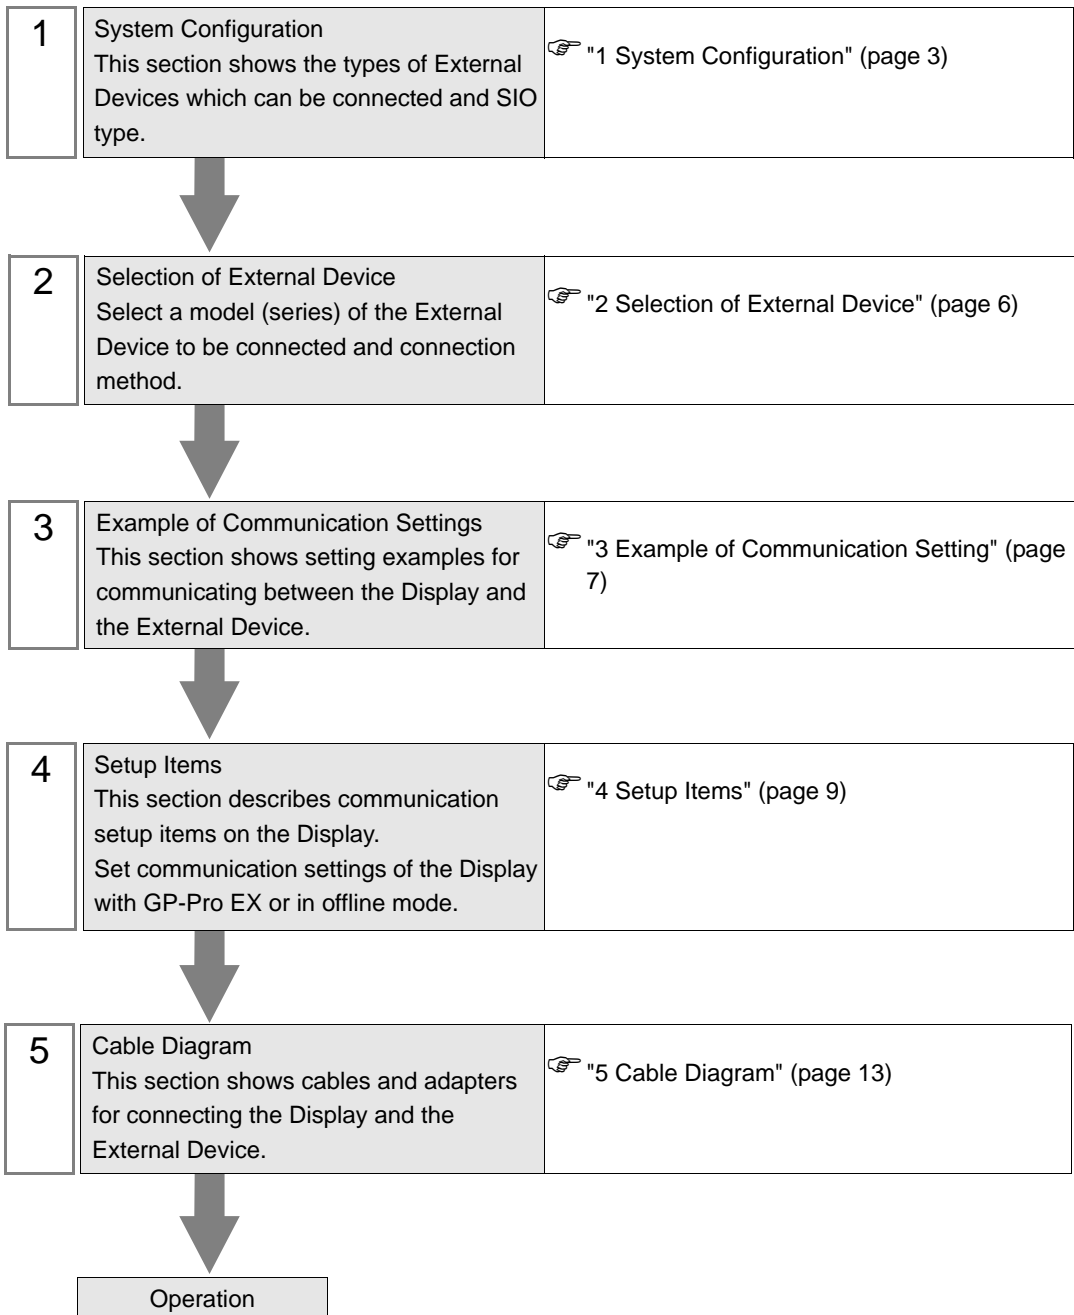 1
System Configuration
This section shows the types of External
Devices which can be connected and SIO
type.
"1 System Configuration" (page 3)
2
Selection of External Device
Select a model (series) of the External
Device to be connected and connection
method.
"2 Selection of External Device" (page 6)
3
Example of Communication Settings
This section shows setting examples for
communicating between the Display and
the External Device.
"3 Example of Communication Setting" (page
7)
4
Setup Items
This section describes communication
setup items on the Display.
Set communication settings of the Display
with GP-Pro EX or in offline mode.
"4 Setup Items" (page 9)
5
Cable Diagram
This section shows cables and adapters
for connecting the Display and the
External Device.
"5 Cable Diagram" (page 13)
Operation